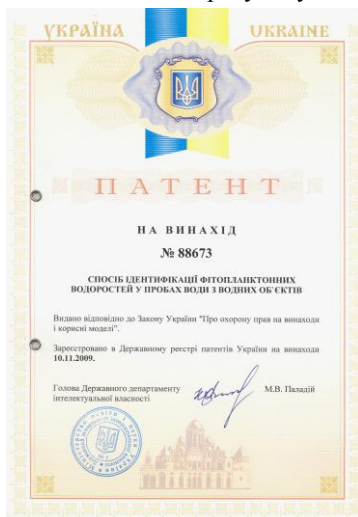 УКРАЇНА UKRAINE
ПАТЕНТ
НА ВИНАХІД
№ 88673
СПОСІБ ІДЕНТИФІКАЦІЇ ФІТОПЛАНКТОННИХ
ВОДОРОСТЕЙ У ПРОБАХ ВОДИ З ВОДНИХ ОБ'ЄКТІВ
Видано відповідно до Закону України "Про охорону прав на винаходи
і корисні моделі".
Зареєстровано в Державному реєстрі патентів України на винаходи
10.11.2009.
Голова Державного департаменту
інтелектуальної власності
М.В. Паладій